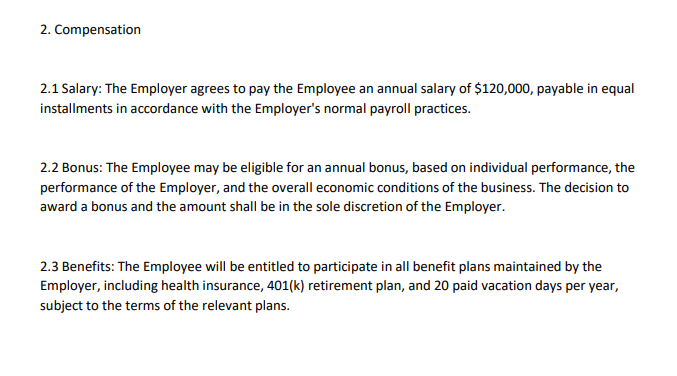 2. Compensation
2.1 Salary: The Employer agrees to pay the Employee an annual salary of $120,000, payable in equal
installments in accordance with the Employer's normal payroll practices.
2.2 Bonus: The Employee may be eligible for an annual bonus, based on individual performance, the
performance of the Employer, and the overall economic conditions of the business. The decision to
award a bonus and the amount shall be in the sole discretion of the Employer.
2.3 Benefits: The Employee will be entitled to participate in all benefit plans maintained by the
Employer, including health insurance, 401(k) retirement plan, and 20 paid vacation days per year,
subject to the terms of the relevant plans.